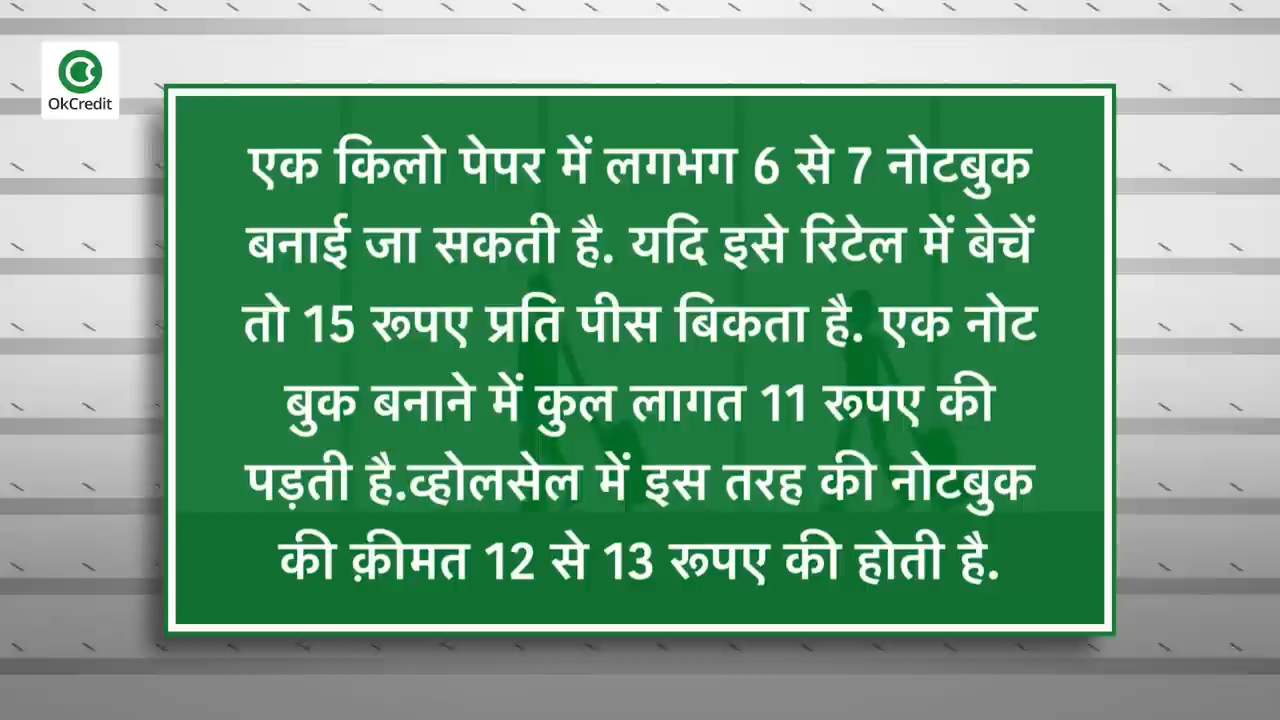 OkCredit
एक किलो पेपर में लगभग 6 से 7 नोटबुक
बनाई जा सकती है. यदि इसे रिटेल में बेचें
तो 15 रूपए प्रति पीस बिकता है. एक नोट
बुक बनाने में कुल लागत 11 रूपए की
पड़ती है.व्होलसेल में इस तरह की नोटबुक
की क़ीमत 12 से 13 रूपए की होती है.